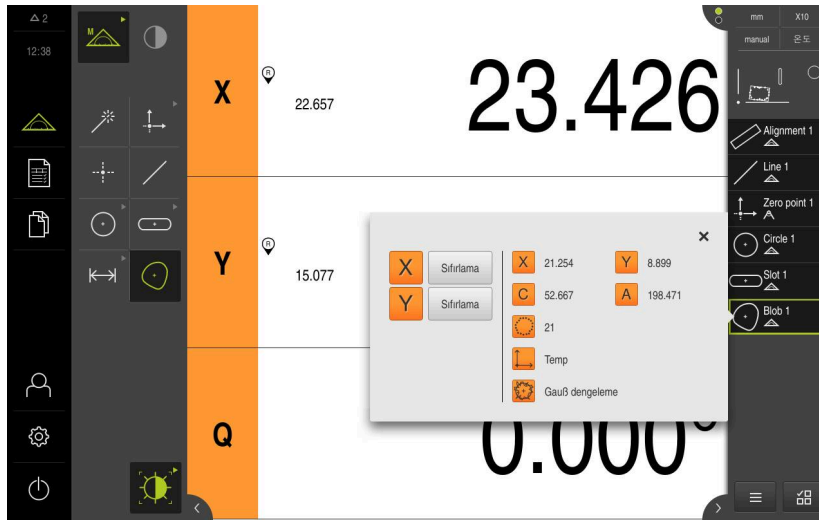 2
12:38
M
X
R
22.657
23.426
Y
R
15.077
Q
0.000°
X Sıfırlama
Y Sıfırlama
X 21.254 Y 8.899
C 52.667 A 198.471
21
Temp
Gauß dengeleme
mm X10
manual 온도
Alignment 1
Line 1
Zero point 1
Circle 1
Slot 1
Blob 1